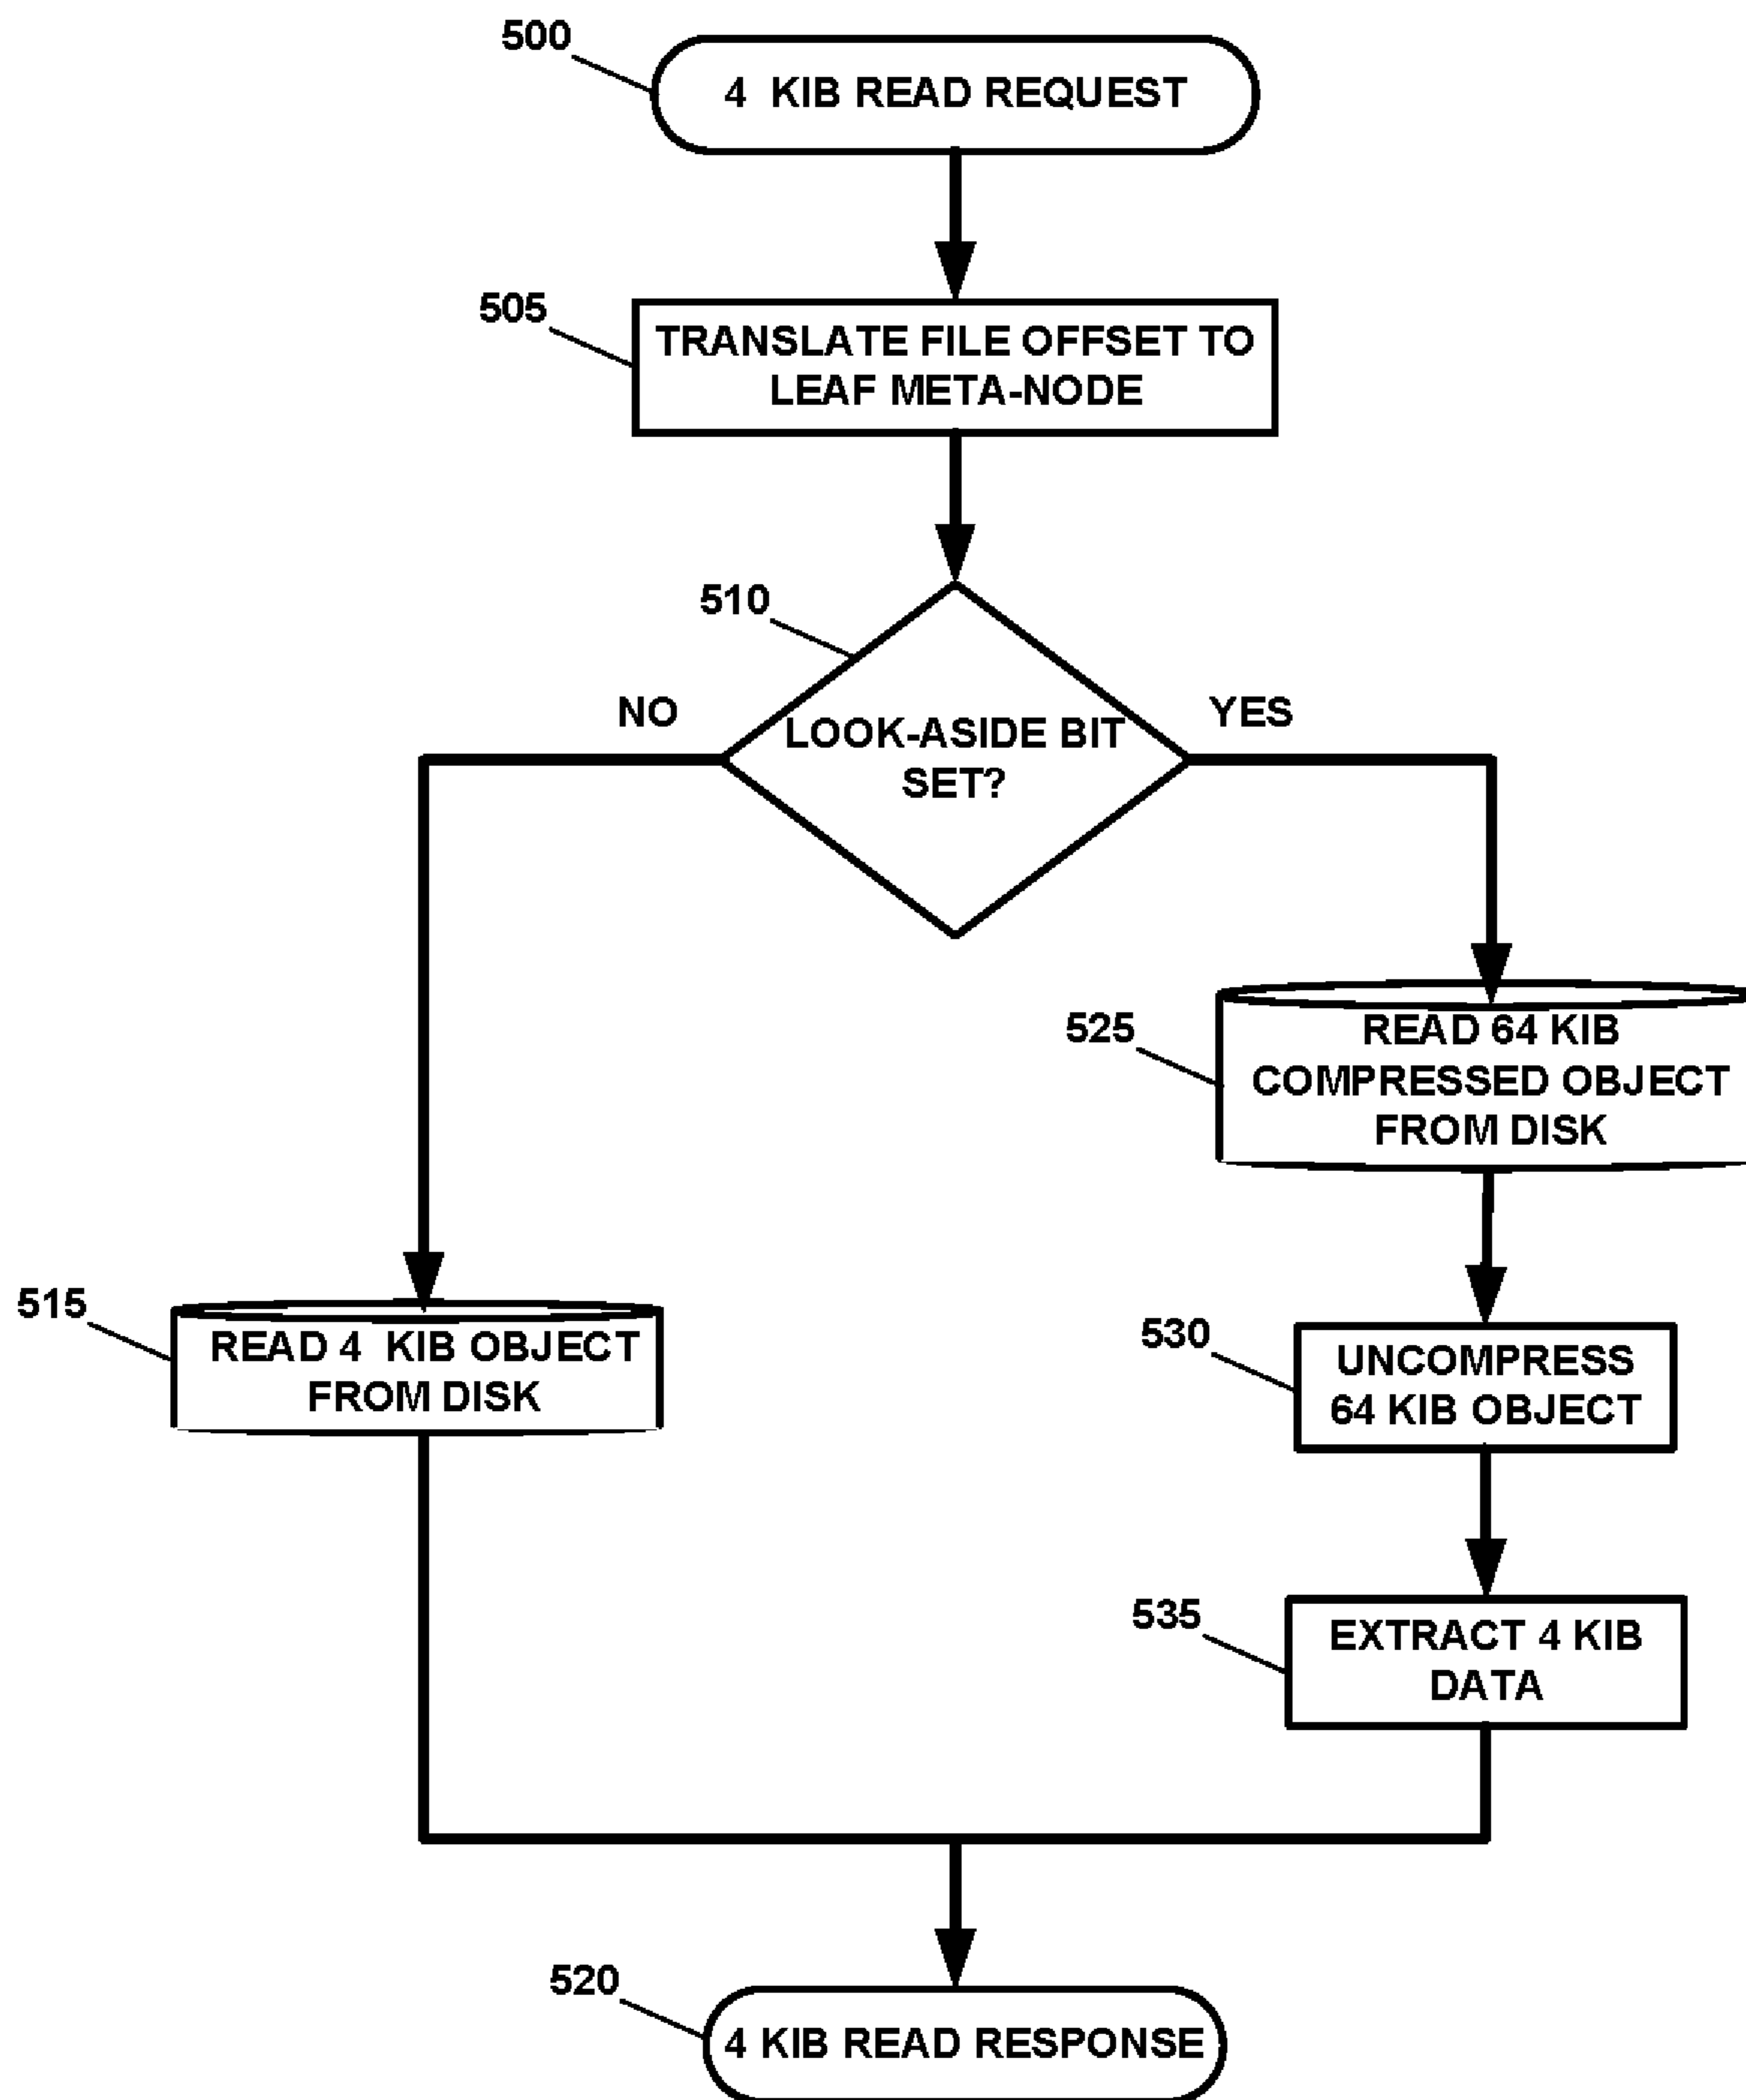 500
4 KIB READ REQUEST
505
TRANSLATE FILE OFFSET TO
LEAF META-NODE
510
NO
YES
LOOK-ASIDE BIT
SET?
525
READ 64 KIB
COMPRESSED OBJECT
FROM DISK
515
READ 4 KIB OBJECT
FROM DISK
530
UNCOMPRESS
64 KIB OBJECT
535
EXTRACT 4 KIB
DATA
520
4 KIB READ RESPONSE